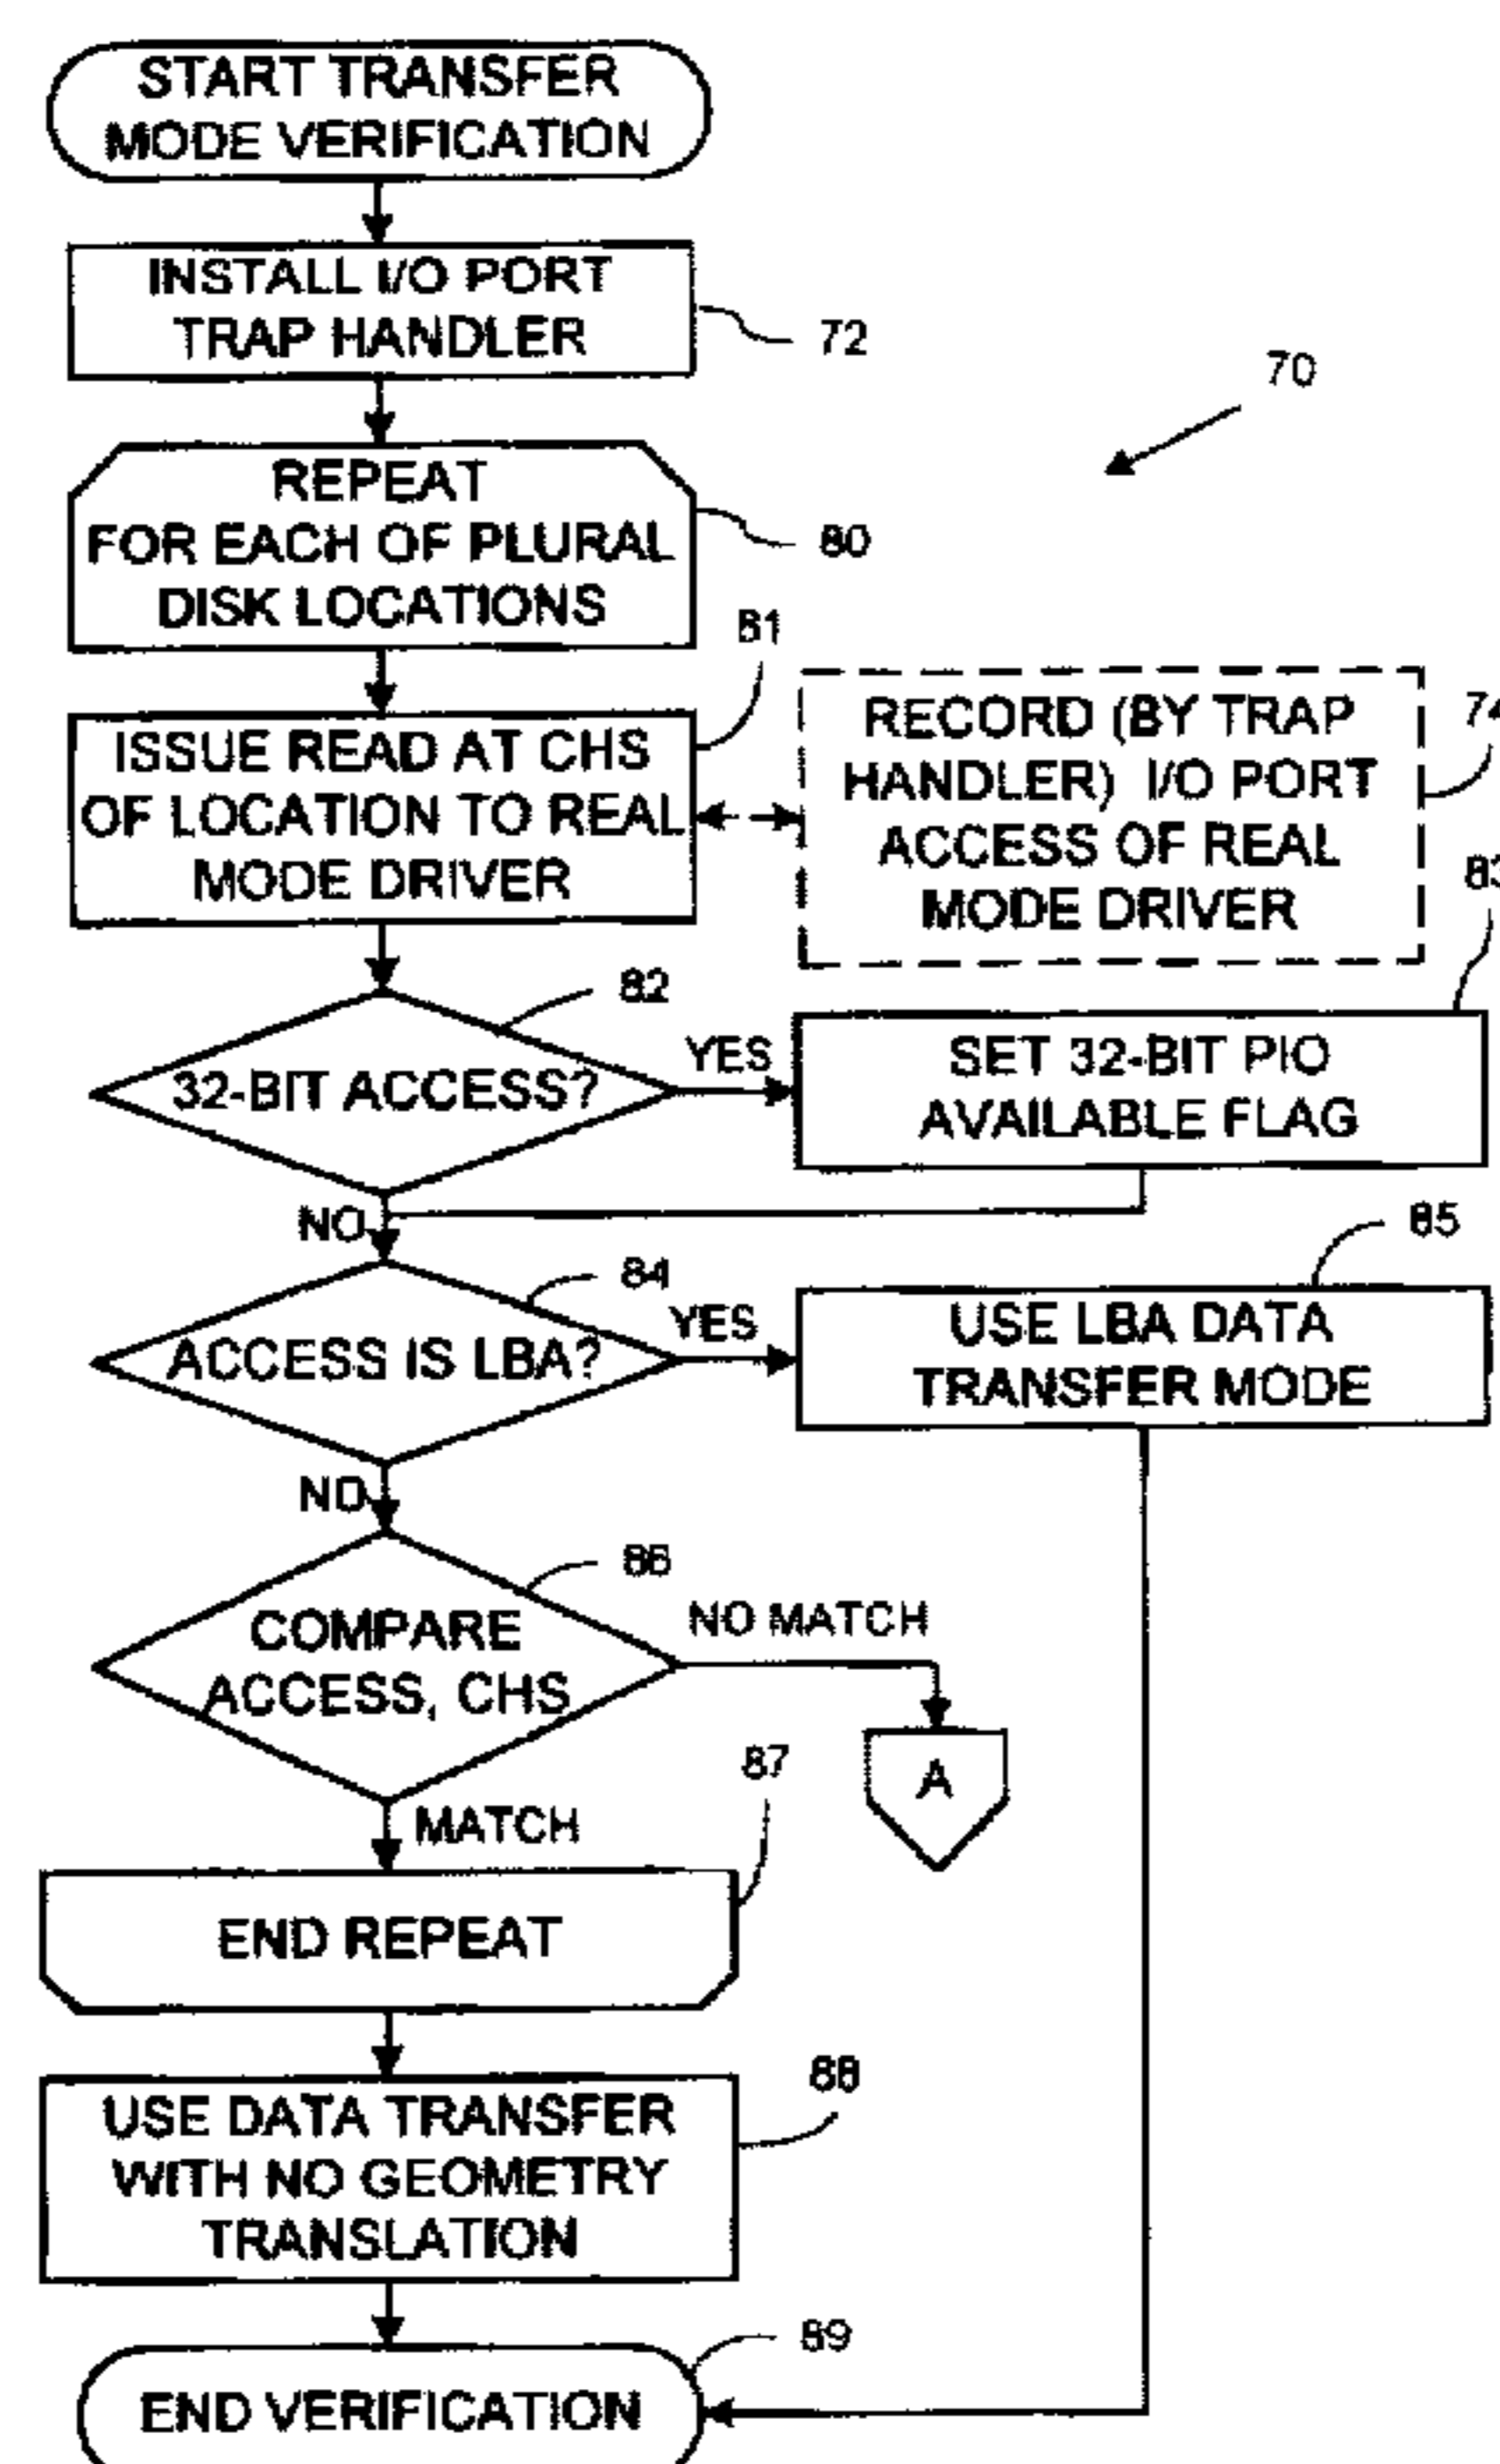 START TRANSFER
MODE VERIFICATION
INSTALL I/O PORT
TRAP HANDLER
72
70
REPEAT
FOR EACH OF PLURAL
DISK LOCATIONS
80
81
ISSUE READ AT CHS
OF LOCATION TO REAL
MODE DRIVER
RECORD (BY TRAP
HANDLER) I/O PORT
ACCESS OF REAL
MODE DRIVER
74
83
82
32-BIT ACCESS?
YES
SET 32-BIT PIO
AVAILABLE FLAG
NO
85
84
ACCESS IS LBA?
YES
USE LBA DATA
TRANSFER MODE
NO
86
COMPARE
ACCESS, CHS
NO MATCH
A
MATCH
87
END REPEAT
88
USE DATA TRANSFER
WITH NO GEOMETRY
TRANSLATION
89
END VERIFICATION